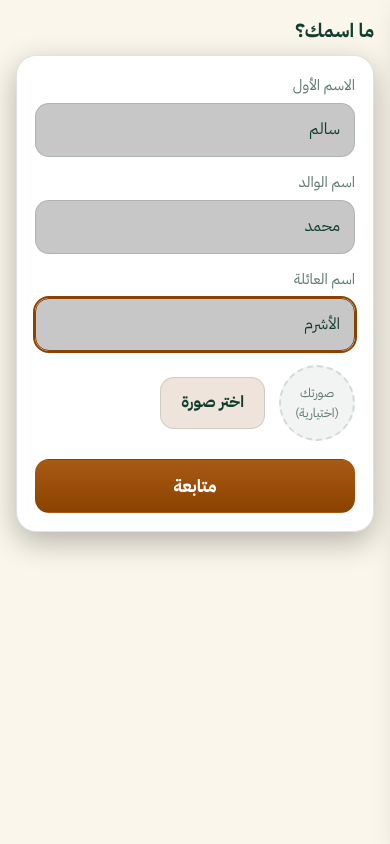 ما اسمك؟
الاسم الأول
سالم
اسم الوالد
محمد
اسم العائلة
الأشرم
صورتك
(اختيارية)
اختر صورة
متابعة